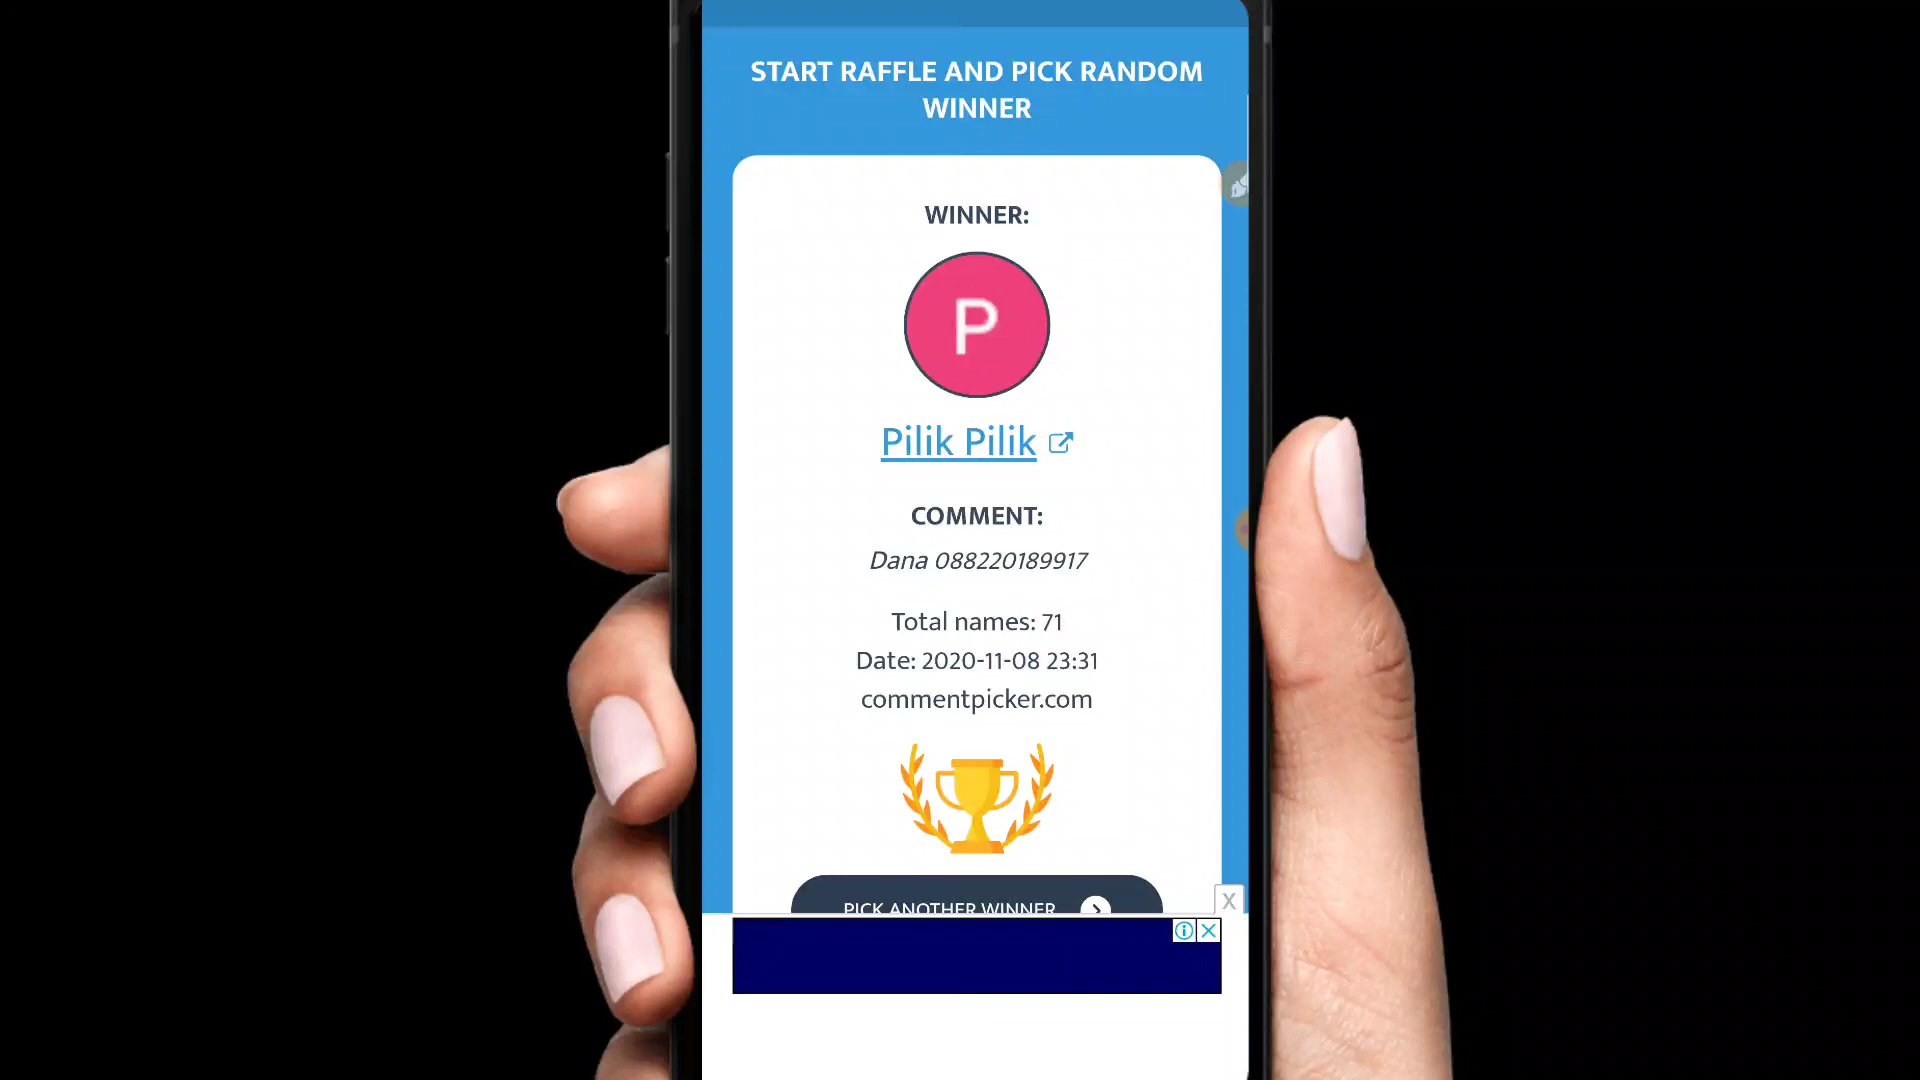 START RAFFLE AND PICK RANDOM
WINNER
WINNER:
P
Pilik Pilik
COMMENT:
Dana 088220189917
Total names: 71
Date: 2020-11-08 23:31
commentpicker.com
PICK ANOTHER WINNER
X